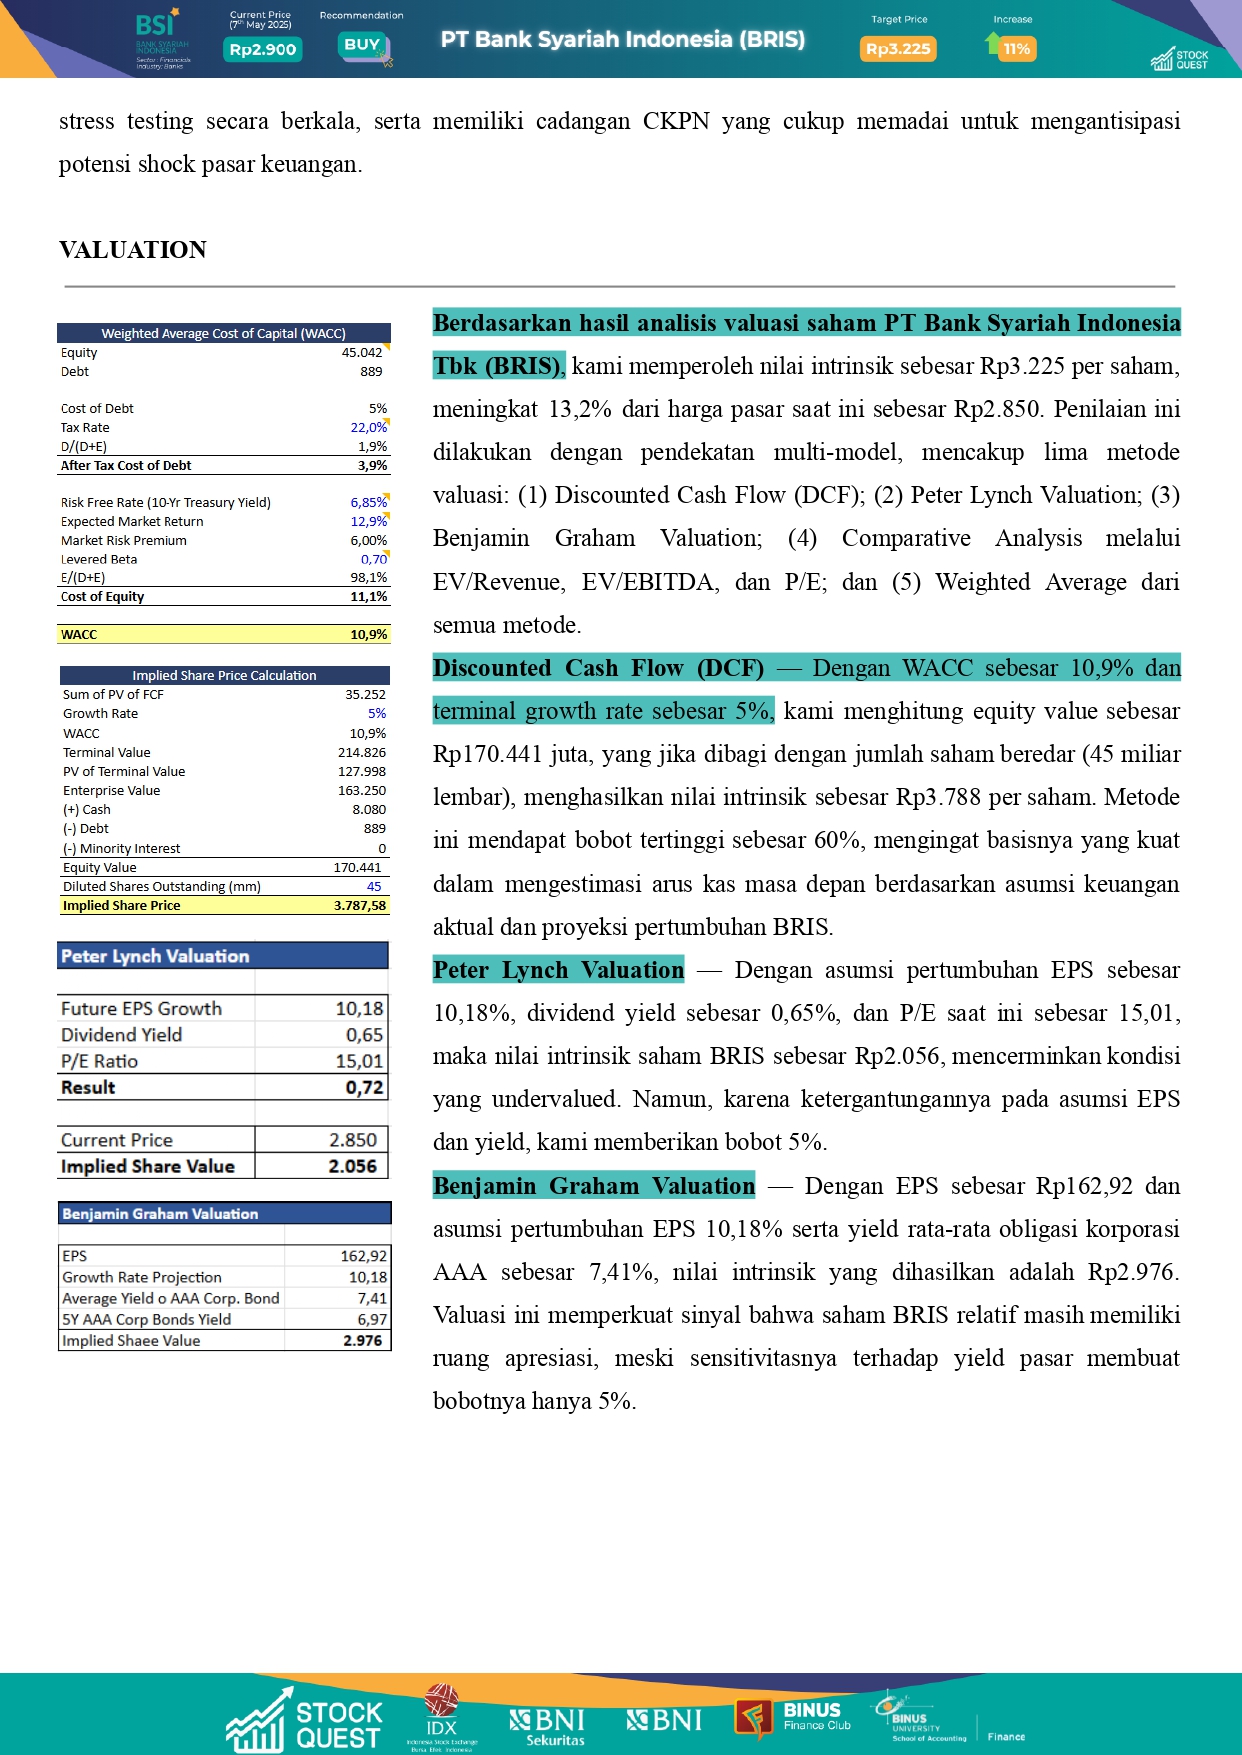 BSI
BANK SYARIAH
INDONESIA
Sector : Financials
Industry: Banks
Current Price
(7th May 2025)
Rp2.900
Recommendation
BUY
PT Bank Syariah Indonesia (BRIS)
Target Price
Rp3.225
Increase
11%
STOCK
QUEST
stress testing secara berkala, serta memiliki cadangan CKPN yang cukup memadai untuk mengantisipasi
potensi shock pasar keuangan.
VALUATION
Weighted Average Cost of Capital (WACC)
Equity 45.042
Debt 889
Cost of Debt 5%
Tax Rate 22,0%
D/(D+E) 1,9%
After Tax Cost of Debt 3,9%
Risk Free Rate (10-Yr Treasury Yield) 6,85%
Expected Market Return 12,9%
Market Risk Premium 6,00%
Levered Beta 0,70
E/(D+E) 98,1%
Cost of Equity 11,1%
WACC 10,9%
Implied Share Price Calculation
Sum of PV of FCF 35.252
Growth Rate 5%
WACC 10,9%
Terminal Value 214.826
PV of Terminal Value 127.998
Enterprise Value 163.250
(+) Cash 8.080
(-) Debt 889
(-) Minority Interest 0
Equity Value 170.441
Diluted Shares Outstanding (mm) 45
Implied Share Price 3.787,58
Peter Lynch Valuation
Future EPS Growth 10,18
Dividend Yield 0,65
P/E Ratio 15,01
Result 0,72
Current Price 2.850
Implied Share Value 2.056
Benjamin Graham Valuation
EPS 162,92
Growth Rate Projection 10,18
Average Yield o AAA Corp. Bond 7,41
5Y AAA Corp Bonds Yield 6,97
Implied Shaee Value 2.976
Berdasarkan hasil analisis valuasi saham PT Bank Syariah Indonesia
Tbk (BRIS), kami memperoleh nilai intrinsik sebesar Rp3.225 per saham,
meningkat 13,2% dari harga pasar saat ini sebesar Rp2.850. Penilaian ini
dilakukan dengan pendekatan multi-model, mencakup lima metode
valuasi: (1) Discounted Cash Flow (DCF); (2) Peter Lynch Valuation; (3)
Benjamin Graham Valuation; (4) Comparative Analysis melalui
EV/Revenue, EV/EBITDA, dan P/E; dan (5) Weighted Average dari
semua metode.
Discounted Cash Flow (DCF) — Dengan WACC sebesar 10,9% dan
terminal growth rate sebesar 5%, kami menghitung equity value sebesar
Rp170.441 juta, yang jika dibagi dengan jumlah saham beredar (45 miliar
lembar), menghasilkan nilai intrinsik sebesar Rp3.788 per saham. Metode
ini mendapat bobot tertinggi sebesar 60%, mengingat basisnya yang kuat
dalam mengestimasi arus kas masa depan berdasarkan asumsi keuangan
aktual dan proyeksi pertumbuhan BRIS.
Peter Lynch Valuation — Dengan asumsi pertumbuhan EPS sebesar
10,18%, dividend yield sebesar 0,65%, dan P/E saat ini sebesar 15,01,
maka nilai intrinsik saham BRIS sebesar Rp2.056, mencerminkan kondisi
yang undervalued. Namun, karena ketergantungannya pada asumsi EPS
dan yield, kami memberikan bobot 5%.
Benjamin Graham Valuation — Dengan EPS sebesar Rp162,92 dan
asumsi pertumbuhan EPS 10,18% serta yield rata-rata obligasi korporasi
AAA sebesar 7,41%, nilai intrinsik yang dihasilkan adalah Rp2.976.
Valuasi ini memperkuat sinyal bahwa saham BRIS relatif masih memiliki
ruang apresiasi, meski sensitivitasnya terhadap yield pasar membuat
bobotnya hanya 5%.
STOCK
QUEST
IDX
Indonesia Stock Exchange
Bursa Efek Indonesia
BNI
Sekuritas
BNI
BINUS
Finance Club
BINUS
UNIVERSITY
School of Accounting
Finance